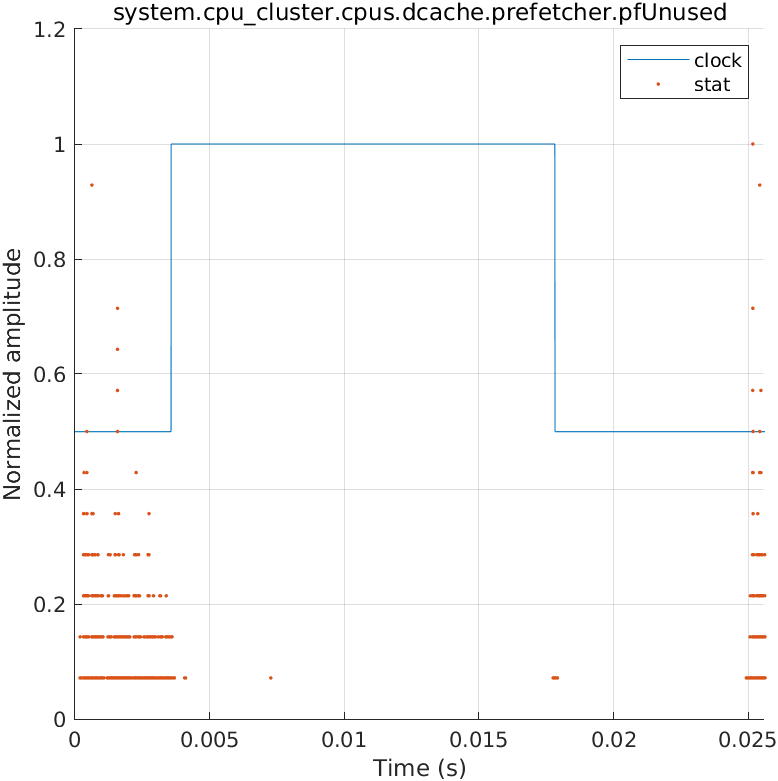 system.cpu_cluster.cpus.dcache.prefetcher.pfUnused
1.2
clock
stat
1
0.8
0.6
0.4
0.2
0
Normalized amplitude
0 0.005 0.01 0.015 0.02 0.025
Time (s)